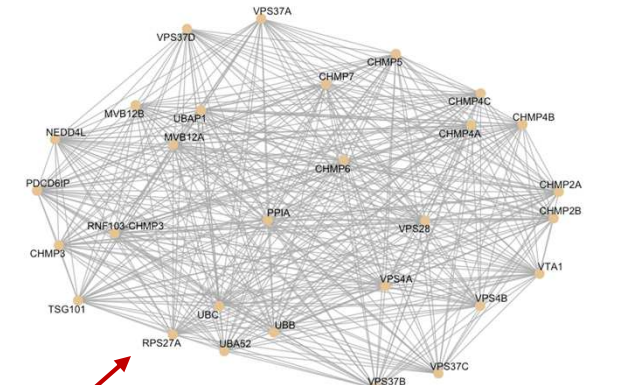 VPS37A
VPS37D
CHMP5
CHMP7
CHMP4C
MVB12B
UBAP1
CHMP4B
NEDD4L
MVB12A
CHMP4A
CHMP6
PDCD6IP
CHMP2A
PPIA
CHMP2B
RNF103-CHMP3
VPS28
CHMP3
VTA1
VPS4A
TSG101
UBC
VPS4B
UBB
RPS27A
UBA52
VPS37C
VPS37B